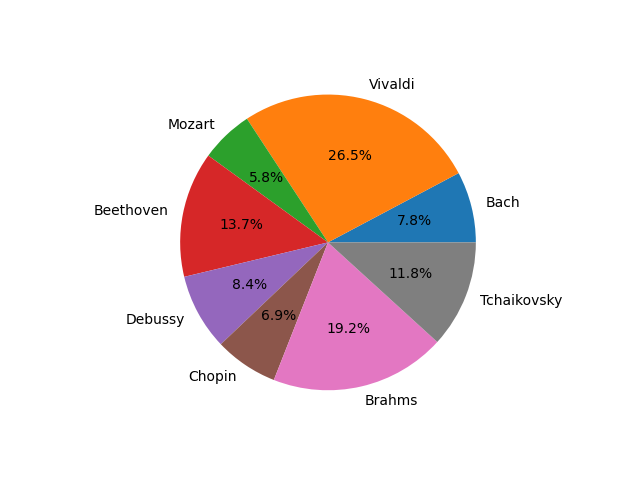 Vivaldi
Mozart
26.5%
5.8%
Bach
Beethoven
7.8%
13.7%
11.8%
8.4%
Tchaikovsky
Debussy
6.9%
19.2%
Chopin
Brahms